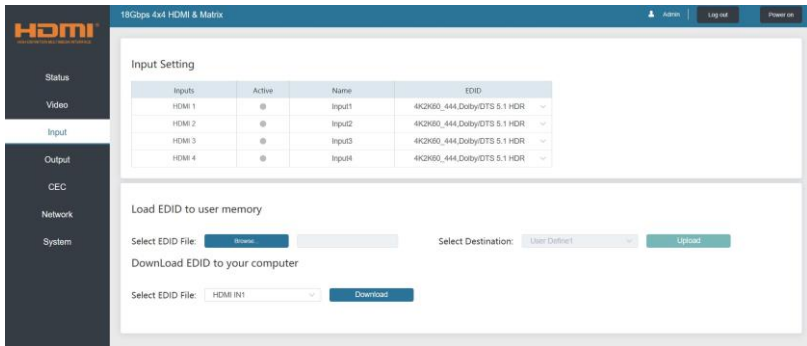 HDMI
HIGH-DEFINITION MULTIMEDIA INTERFACE
18Gbps 4x4 HDMI & Matrix
Admin
Log out
Power on
Status
Video
Input
Output
CEC
Network
System
Input Setting
Inputs Active Name EDID
HDMI 1 Input1 4K2K60_444,Dolby/DTS 5.1 HDR
HDMI 2 Input2 4K2K60_444,Dolby/DTS 5.1 HDR
HDMI 3 Input3 4K2K60_444,Dolby/DTS 5.1 HDR
HDMI 4 Input4 4K2K60_444,Dolby/DTS 5.1 HDR
Load EDID to user memory
Select EDID File: Browse... Select Destination: User Define1 Upload
DownLoad EDID to your computer
Select EDID File: HDMI IN1 Download